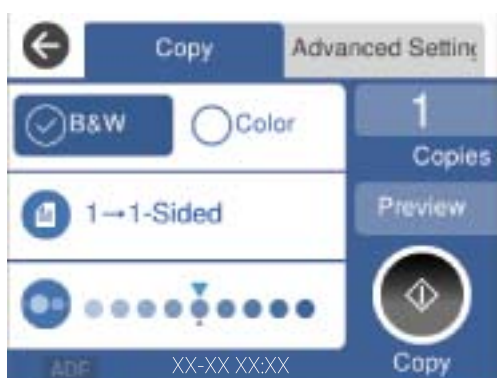 Copy
Advanced Setting
B&W
Color
1
Copies
1→1-Sided
Preview
ADF
XX-XX XX:XX
Copy